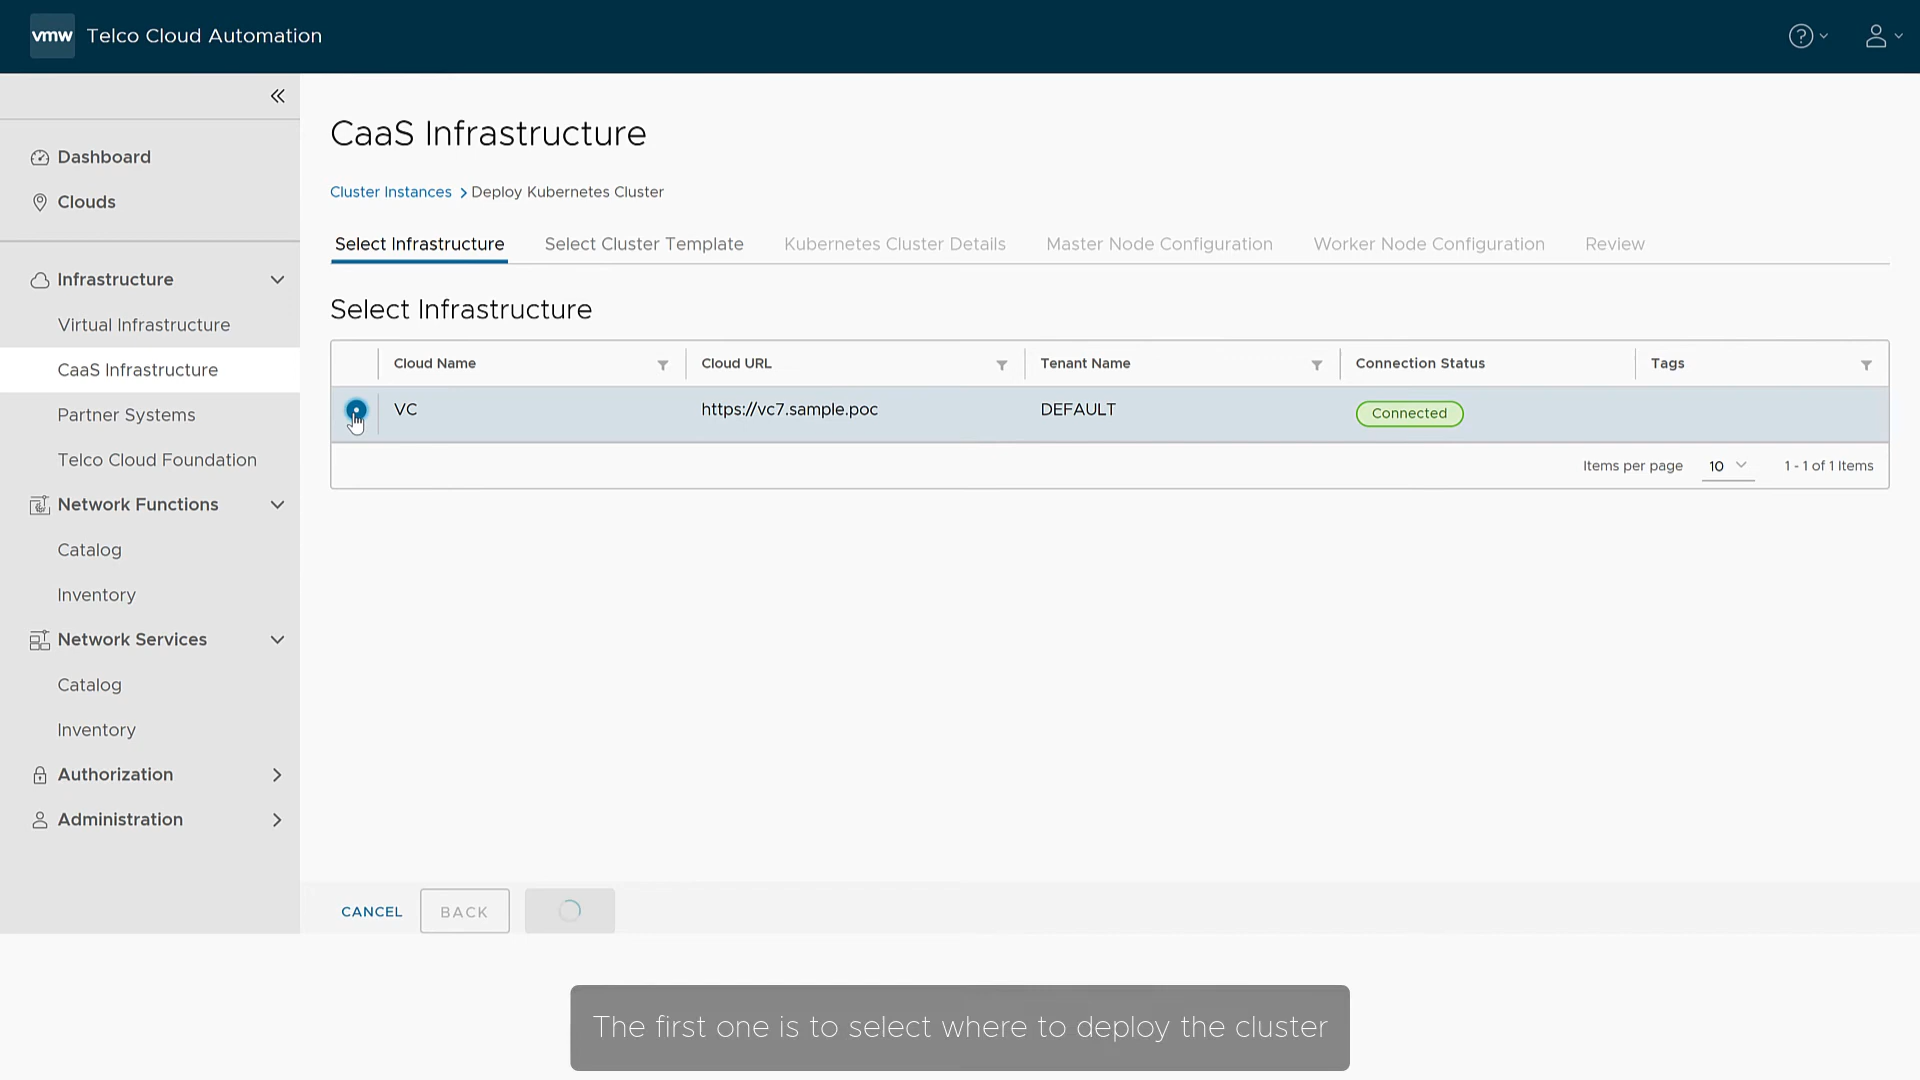 vmw Telco Cloud Automation
Dashboard
Clouds
Infrastructure
Virtual Infrastructure
CaaS Infrastructure
Partner Systems
Telco Cloud Foundation
Network Functions
Catalog
Inventory
Network Services
Catalog
Inventory
Authorization
Administration
CaaS Infrastructure
Cluster Instances > Deploy Kubernetes Cluster
Select Infrastructure Select Cluster Template Kubernetes Cluster Details Master Node Configuration Worker Node Configuration Review
Select Infrastructure
Cloud Name Cloud URL Tenant Name Connection Status Tags
VC https://vc7.sample.poc DEFAULT Connected
Items per page 10 1 - 1 of 1 Items
CANCEL BACK
The first one is to select where to deploy the cluster